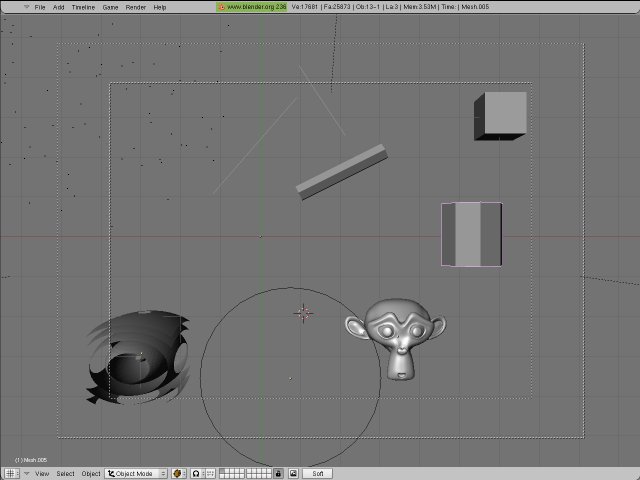 File Add Timeline Game Render Help www.blender.org 236 Ve:17681 | Fa:25873 | Ob:13-1 | La:3 | Mem:3.53M | Time: | Mesh.005
(1) Mesh.005
View Select Object Object Mode Soft